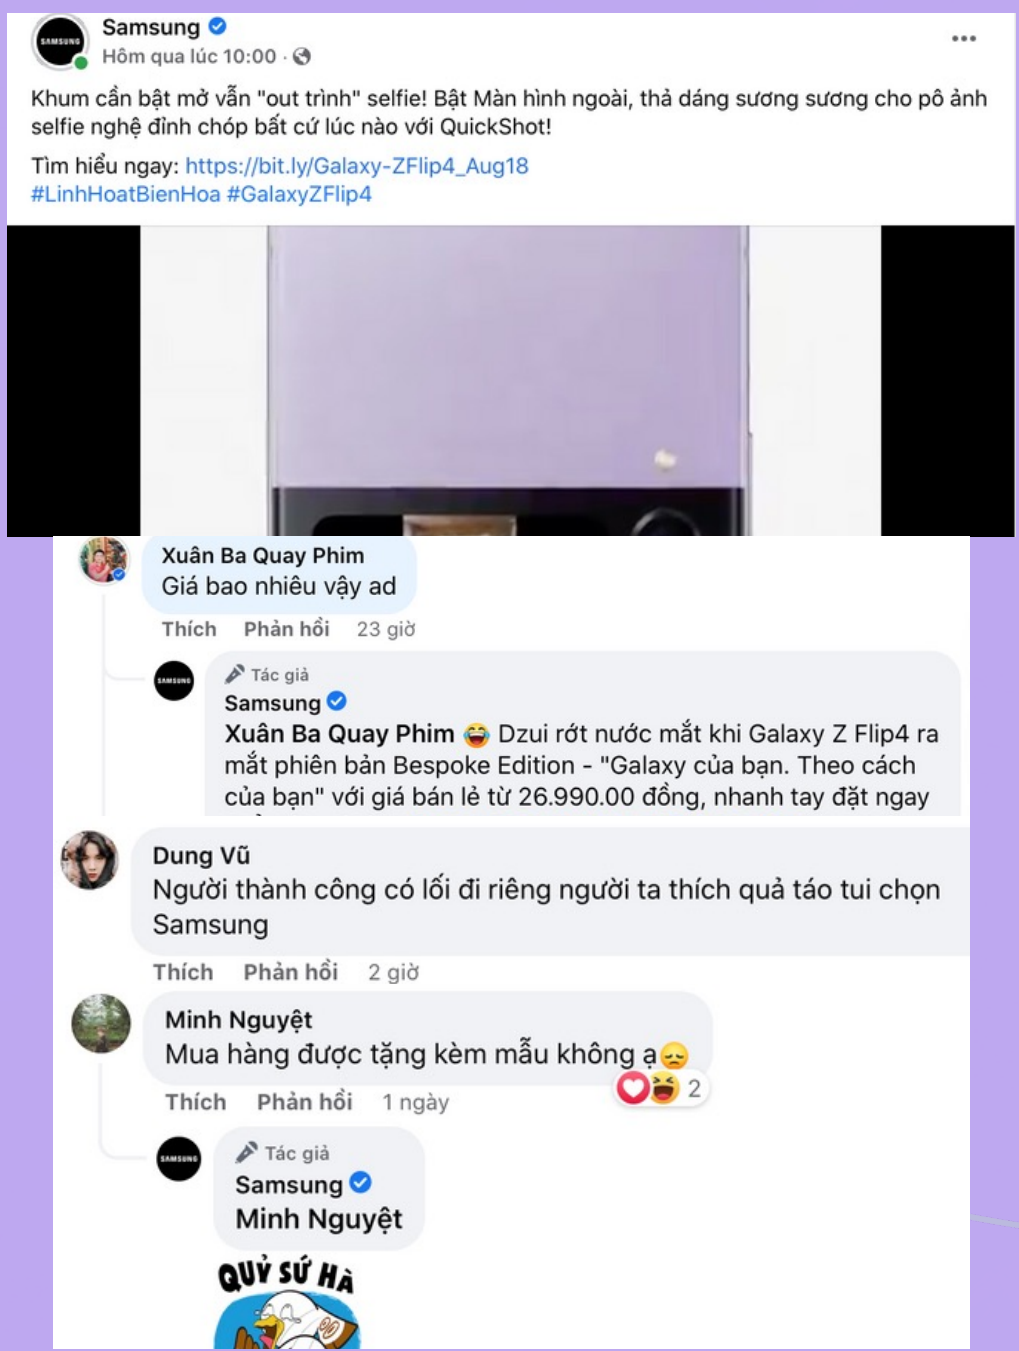 SAMSUNG
Samsung
Hôm qua lúc 10:00 ·
Khum cần bật mở vẫn "out trình" selfie! Bật Màn hình ngoài, thả dáng sương sương cho pô ảnh
selfie nghệ đỉnh chóp bất cứ lúc nào với QuickShot!
Tìm hiểu ngay: https://bit.ly/Galaxy-ZFlip4_Aug18
#LinhHoatBienHoa #GalaxyZFlip4
Xuân Ba Quay Phim
Giá bao nhiêu vậy ad
Thích Phản hồi 23 giờ
SAMSUNG
Tác giả
Samsung
Xuân Ba Quay Phim 😂 Dzui rớt nước mắt khi Galaxy Z Flip4 ra
mắt phiên bản Bespoke Edition - "Galaxy của bạn. Theo cách
của bạn" với giá bán lẻ từ 26.990.00 đồng, nhanh tay đặt ngay
Dung Vũ
Người thành công có lối đi riêng người ta thích quả táo tui chọn
Samsung
Thích Phản hồi 2 giờ
Minh Nguyệt
Mua hàng được tặng kèm mẫu không ạ😞
2
Thích Phản hồi 1 ngày
SAMSUNG
Tác giả
Samsung
Minh Nguyệt
QUỶ SỨ HÀ